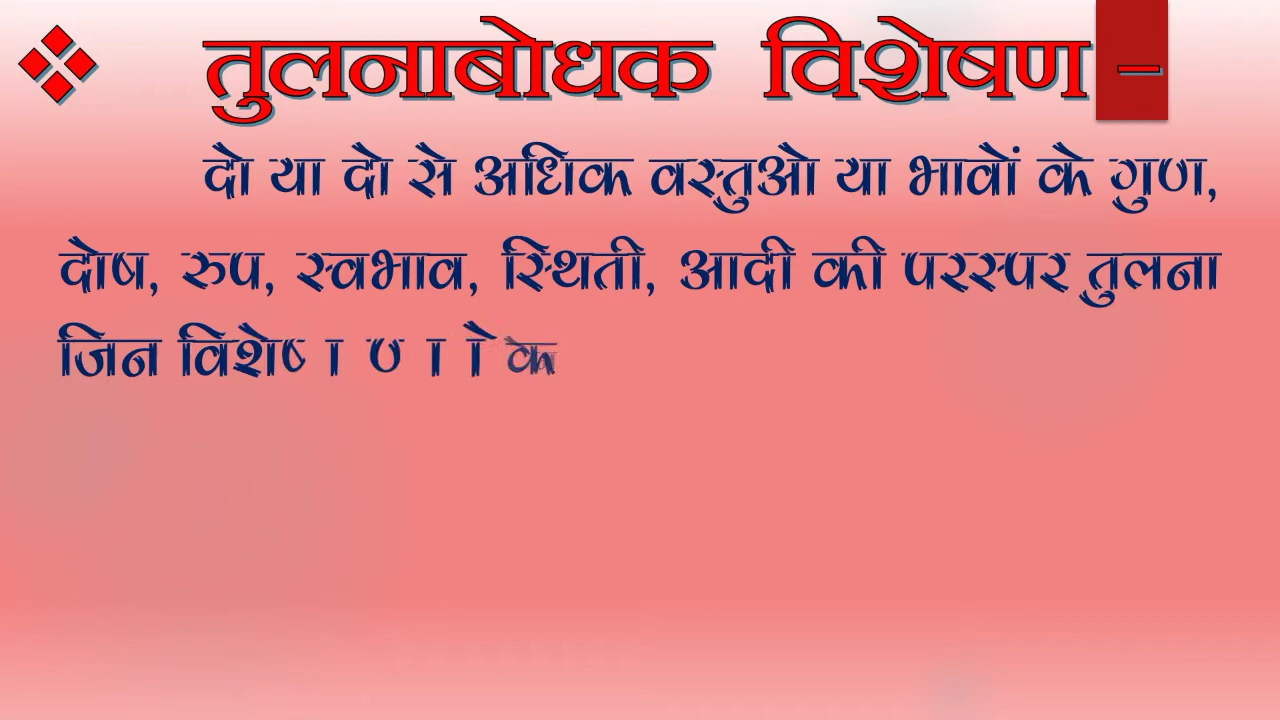 ❖ तुलनाबोधक विशेषण –
दो या दो से अधिक वस्तुओ या भावों के गुण,
दोष, रुप, स्वभाव, स्थिती, आदी की परस्पर तुलना
जिन विशेष ा ण ा ाे के